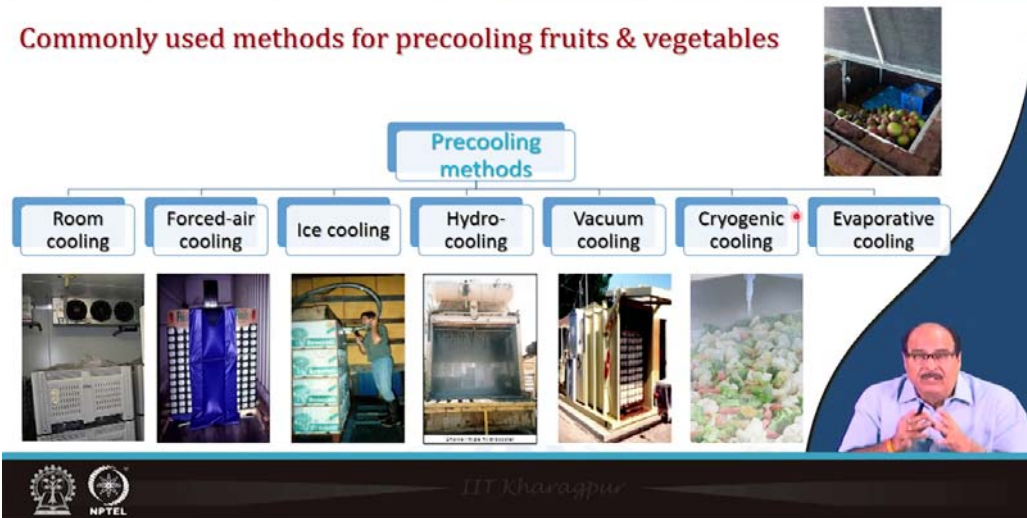 Commonly used methods for precooling fruits & vegetables
Precooling
methods
Room
cooling
Forced-air
cooling
Ice cooling
Hydro-
cooling
Vacuum
cooling
Cryogenic
cooling
Evaporative
cooling
IIT Kharagpur
NPTEL